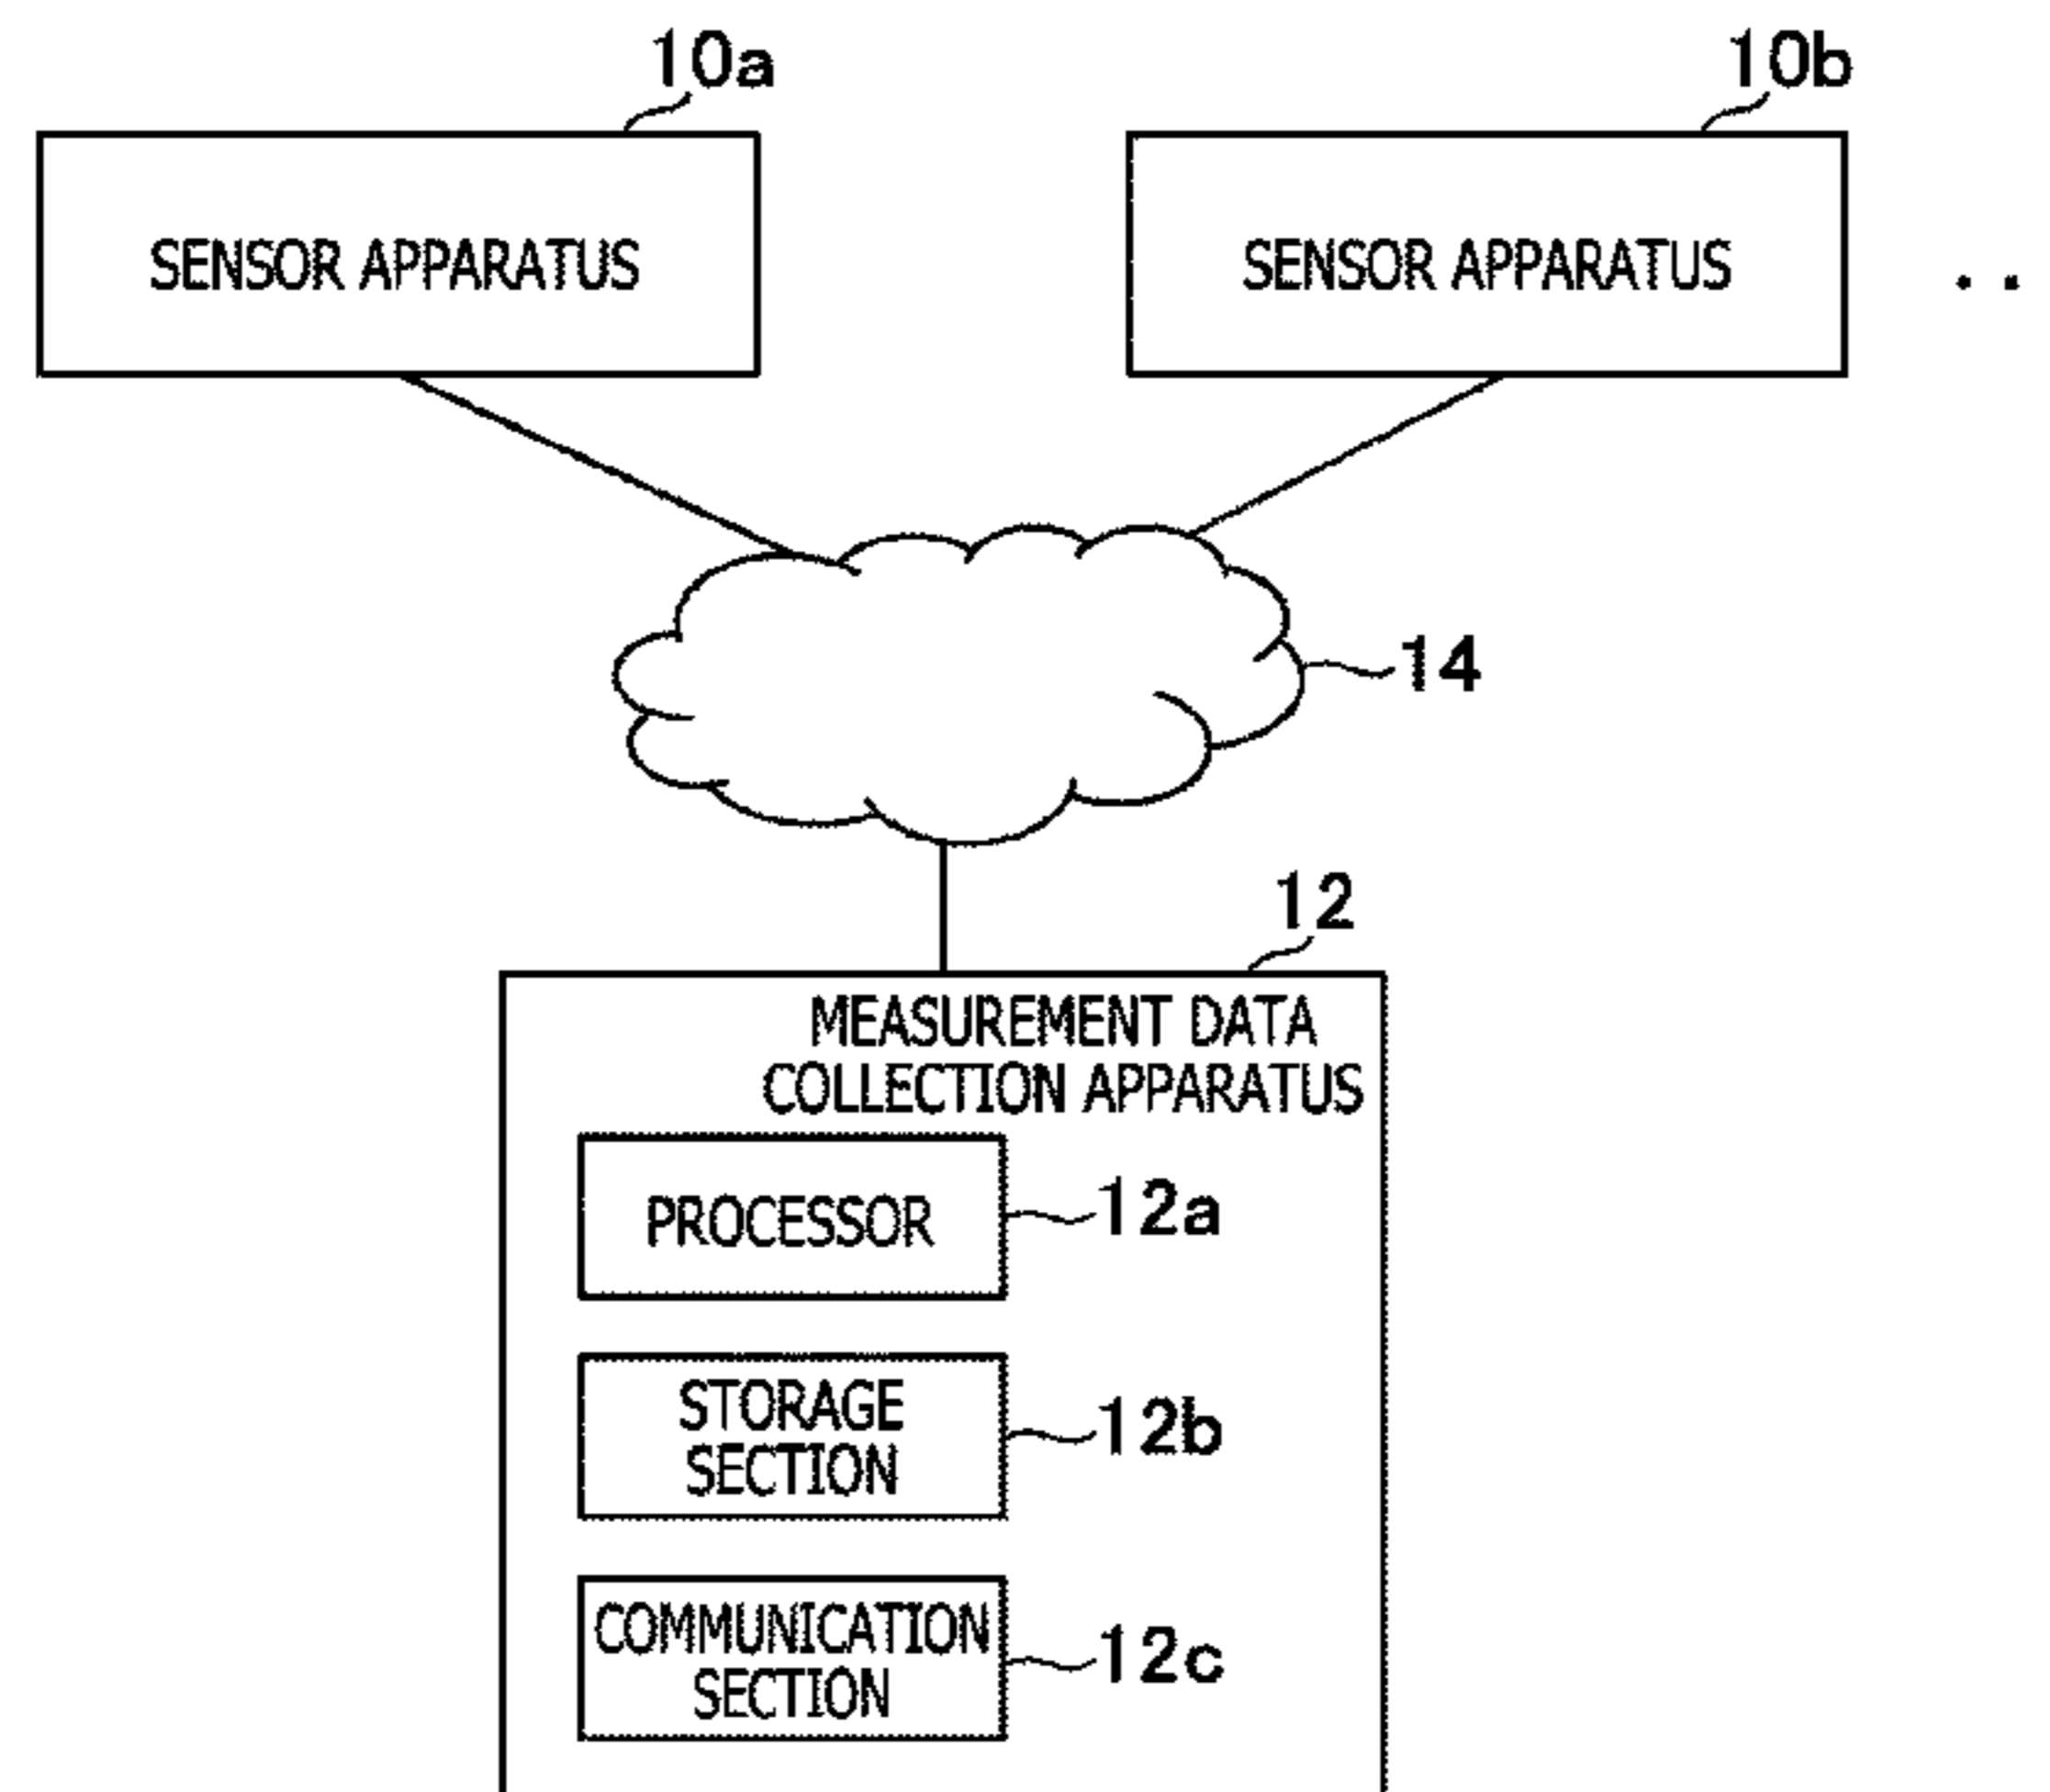 10a
10b
SENSOR APPARATUS
SENSOR APPARATUS
..
14
12
MEASUREMENT DATA
COLLECTION APPARATUS
PROCESSOR
12a
STORAGE
SECTION
12b
COMMUNICATION
SECTION
12c